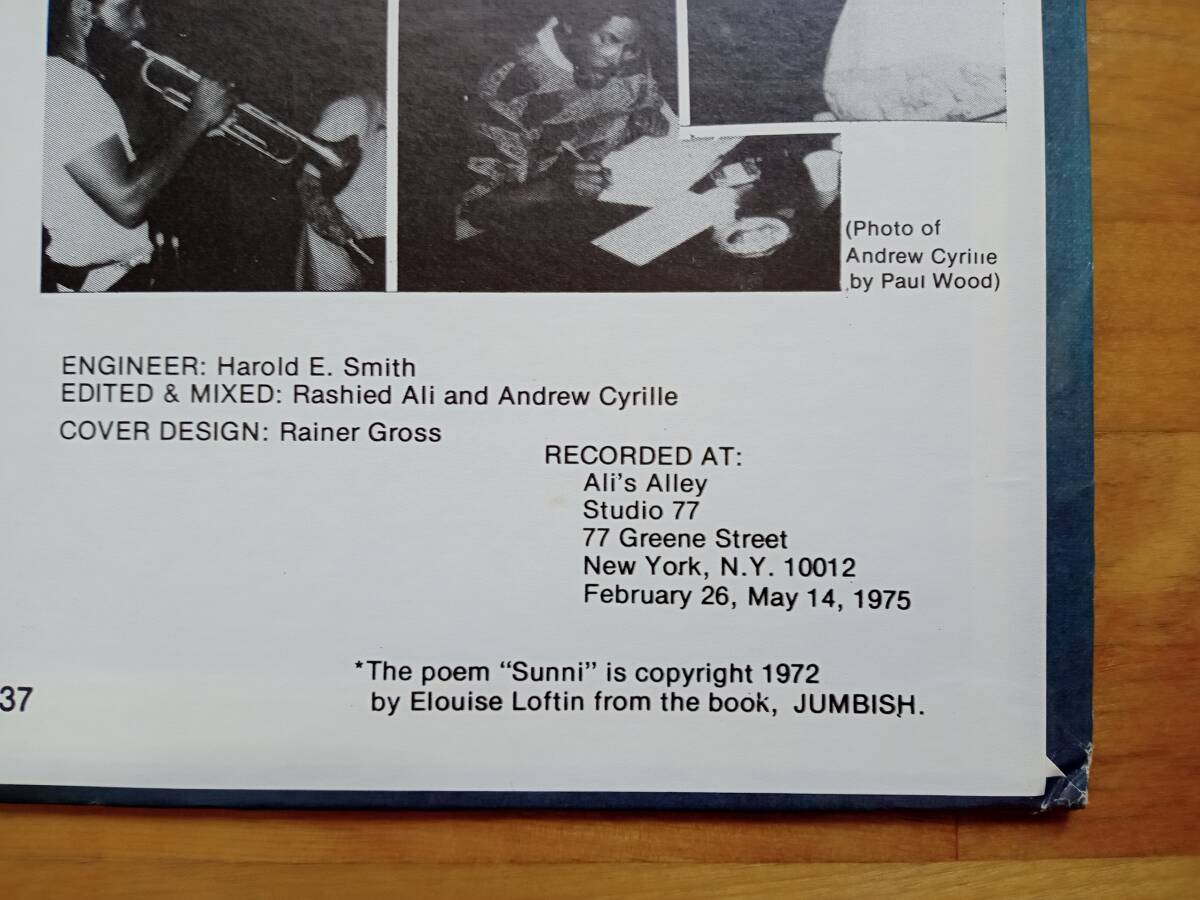 (Photo of
Andrew Cyrille
by Paul Wood)
ENGINEER: Harold E. Smith
EDITED & MIXED: Rashied Ali and Andrew Cyrille
COVER DESIGN: Rainer Gross
RECORDED AT:
Ali's Alley
Studio 77
77 Greene Street
New York, N.Y. 10012
February 26, May 14, 1975
*The poem “Sunni” is copyright 1972
by Elouise Loftin from the book, JUMBISH.
37